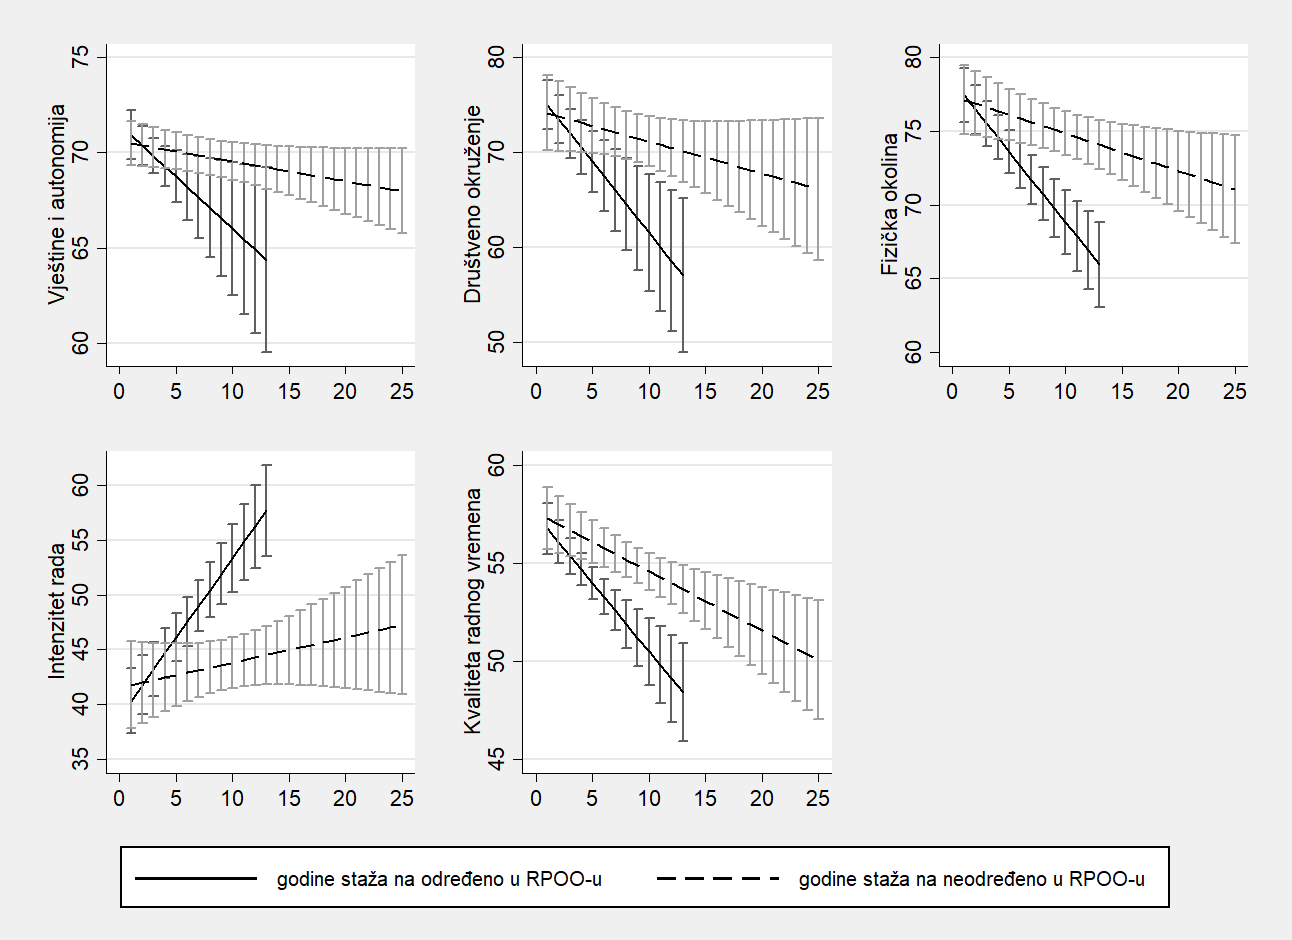 Vještine i autonomija
75
70
65
60
0 5 10 15 20 25
Društveno okruženje
80
70
60
50
0 5 10 15 20 25
Fizička okolina
80
75
70
65
60
0 5 10 15 20 25
Intenzitet rada
60
55
50
45
40
35
0 5 10 15 20 25
Kvaliteta radnog vremena
60
55
50
45
0 5 10 15 20 25
godine staža na određeno u RPOO-u
godine staža na neodređeno u RPOO-u